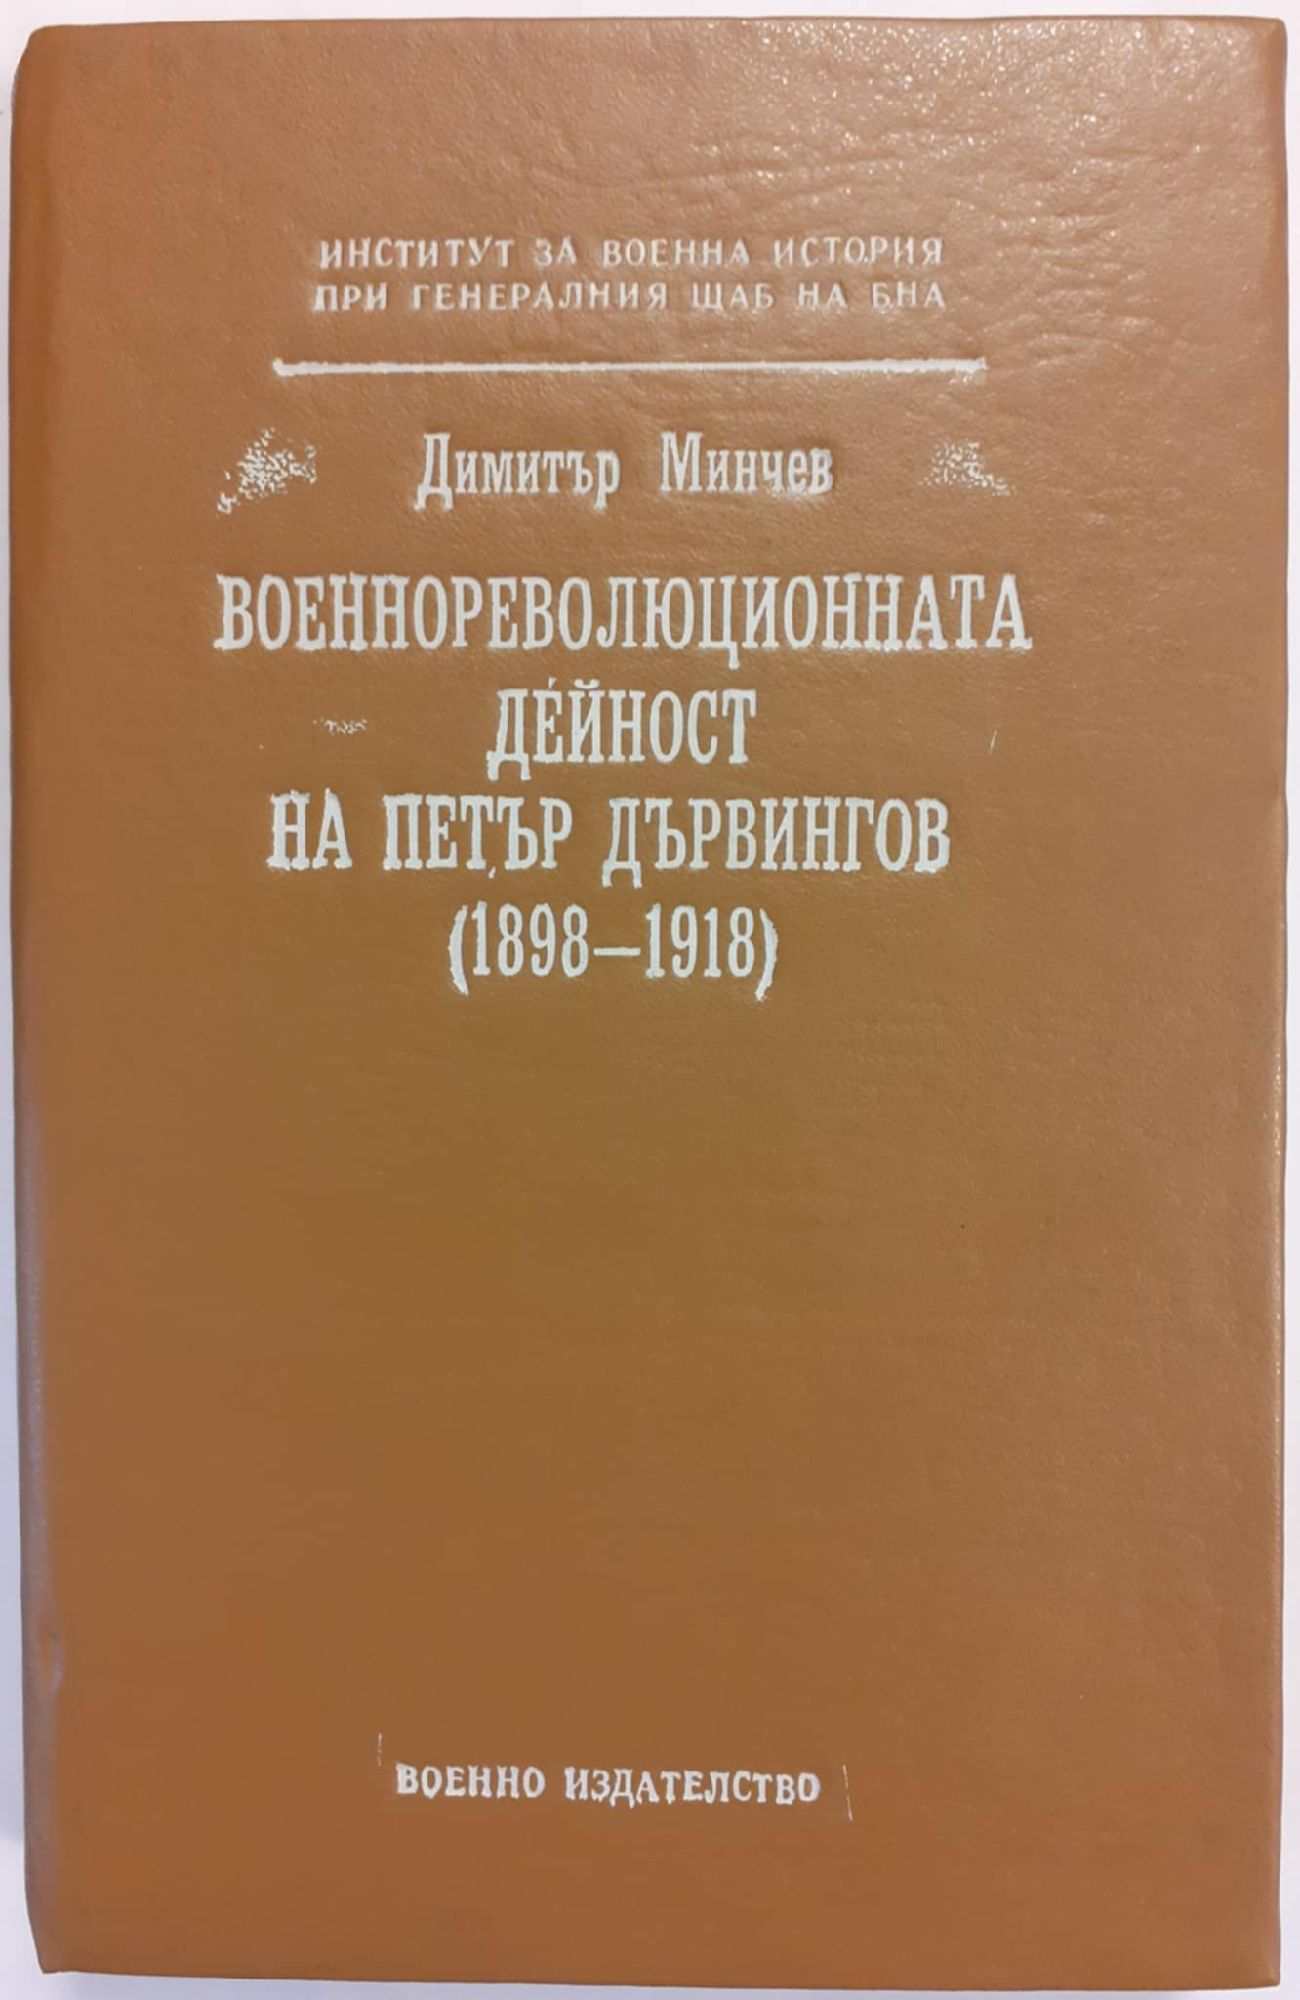 ИНСТИТУТ ЗА ВОЕННА ИСТОРИЯ
ПРИ ГЕНЕРАЛНИЯ ЩАБ НА БНА
Димитър Минчев
ВОЕННОРЕВОЛЮЦИОННАТА
ДЕЙНОСТ
НА ПЕТЪР ДЪРВИНГОВ
(1898—1918)
ВОЕННО ИЗДАТЕЛСТВО